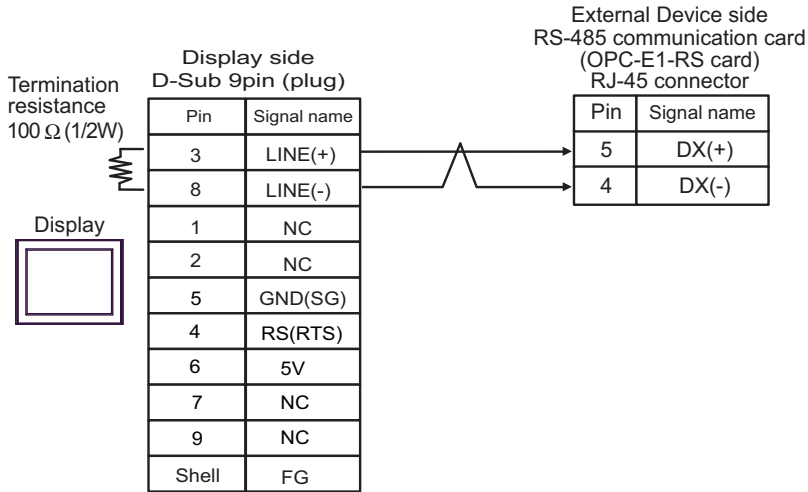 External Device side
RS-485 communication card
(OPC-E1-RS card)
RJ-45 connector
Display side
D-Sub 9pin (plug)
Termination
resistance
100 Ω (1/2W)
Pin Signal name
3 LINE(+)
8 LINE(-)
1 NC
2 NC
5 GND(SG)
4 RS(RTS)
6 5V
7 NC
9 NC
Shell FG
Pin Signal name
5 DX(+)
4 DX(-)
Display